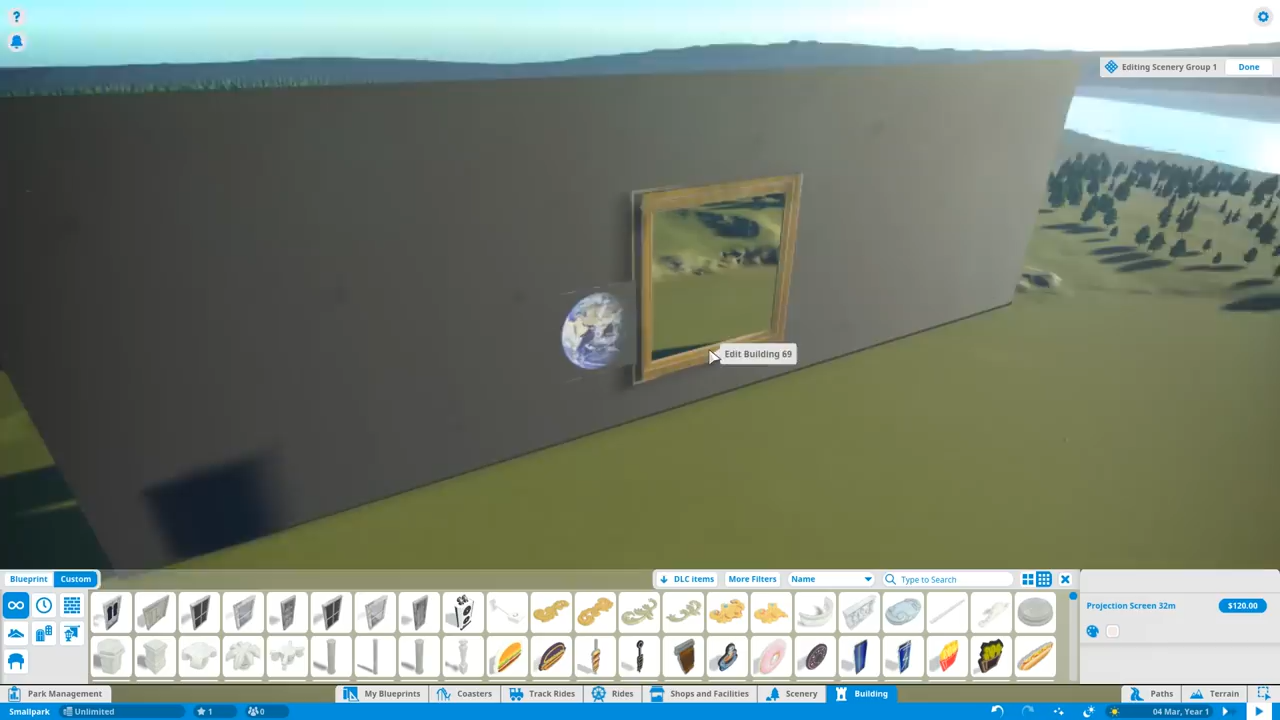 ?
Editing Scenery Group 1 Done
Edit Building 69
Blueprint Custom DLC items More Filters Name Type to Search
Projection Screen 32m $120.00
Park Management My Blueprints Coasters Track Rides Rides Shops and Facilities Scenery Building Paths Terrain
Smallpark Unlimited 1 0 04 Mar, Year 1